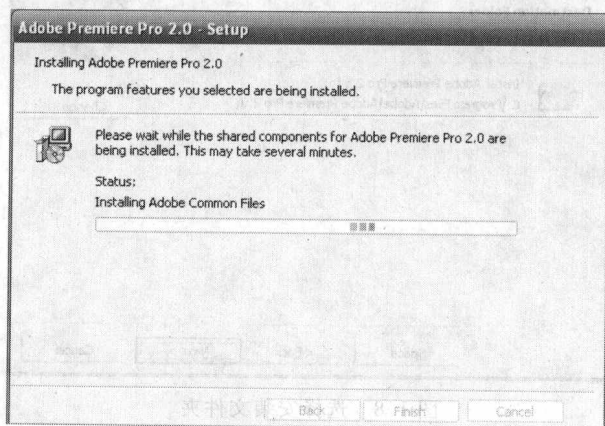 Adobe Premiere Pro 2.0 - Setup
Installing Adobe Premiere Pro 2.0
The program features you selected are being installed.
Please wait while the shared components for Adobe Premiere Pro 2.0 are
being installed. This may take several minutes.
Status:
Installing Adobe Common Files
Back Finish Cancel